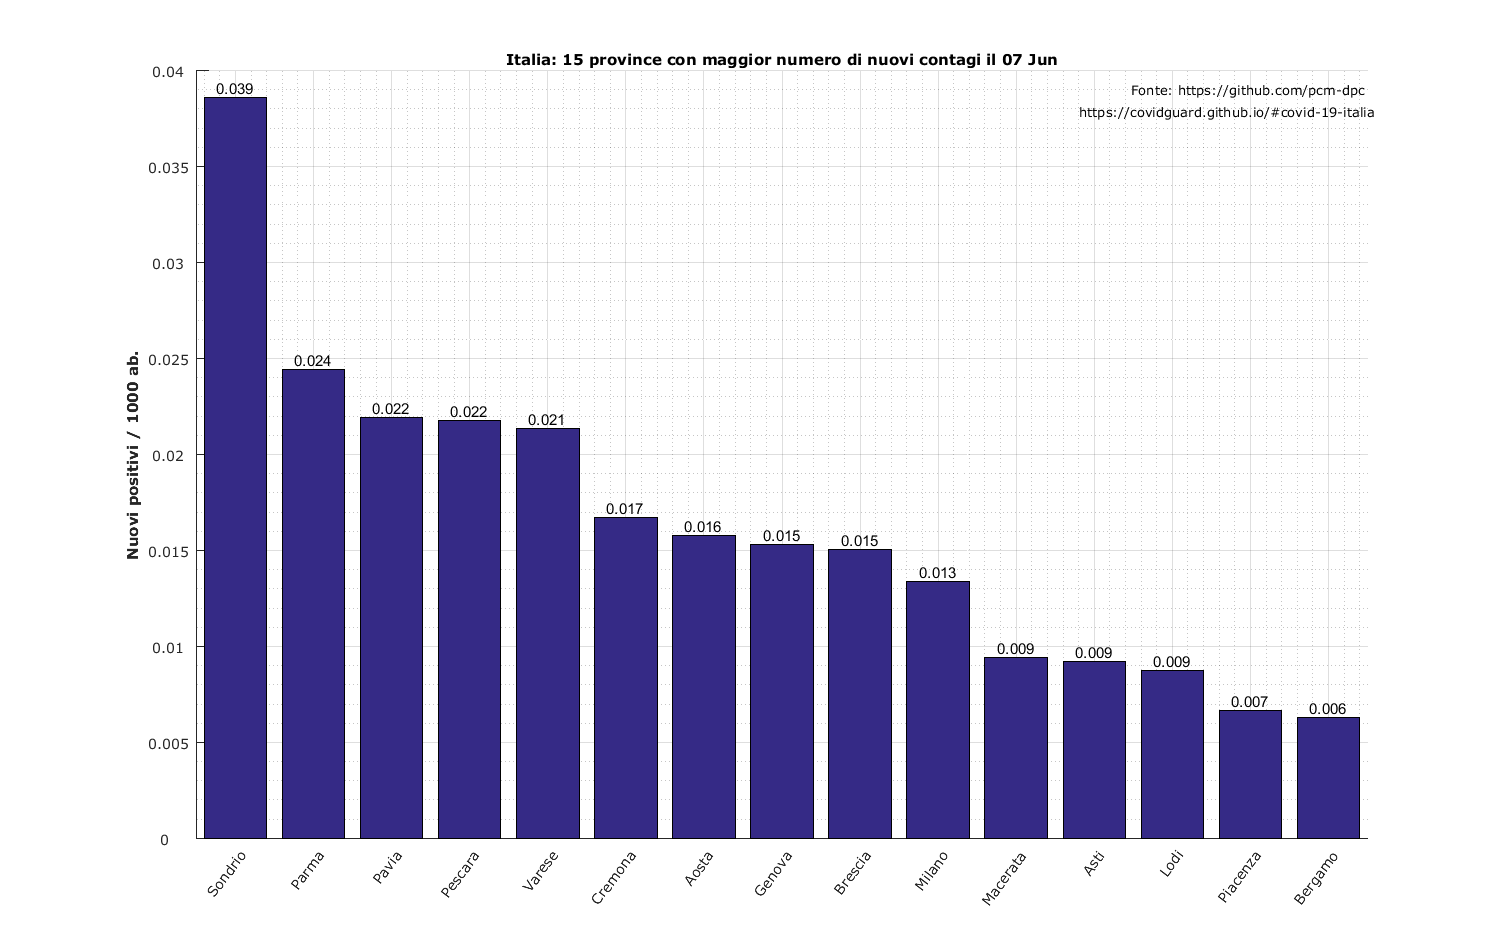 Italia: 15 province con maggior numero di nuovi contagi il 07 Jun
Fonte: https://github.com/pcm-dpc
https://covidguard.github.io/#covid-19-italia
Nuovi positivi / 1000 ab.
0.04
0.035
0.03
0.025
0.02
0.015
0.01
0.005
0
0.039
0.024
0.022
0.022
0.021
0.017
0.016
0.015
0.015
0.013
0.009
0.009
0.009
0.007
0.006
Sondrio
Parma
Pavia
Pescara
Varese
Cremona
Aosta
Genova
Brescia
Milano
Macerata
Asti
Lodi
Piacenza
Bergamo